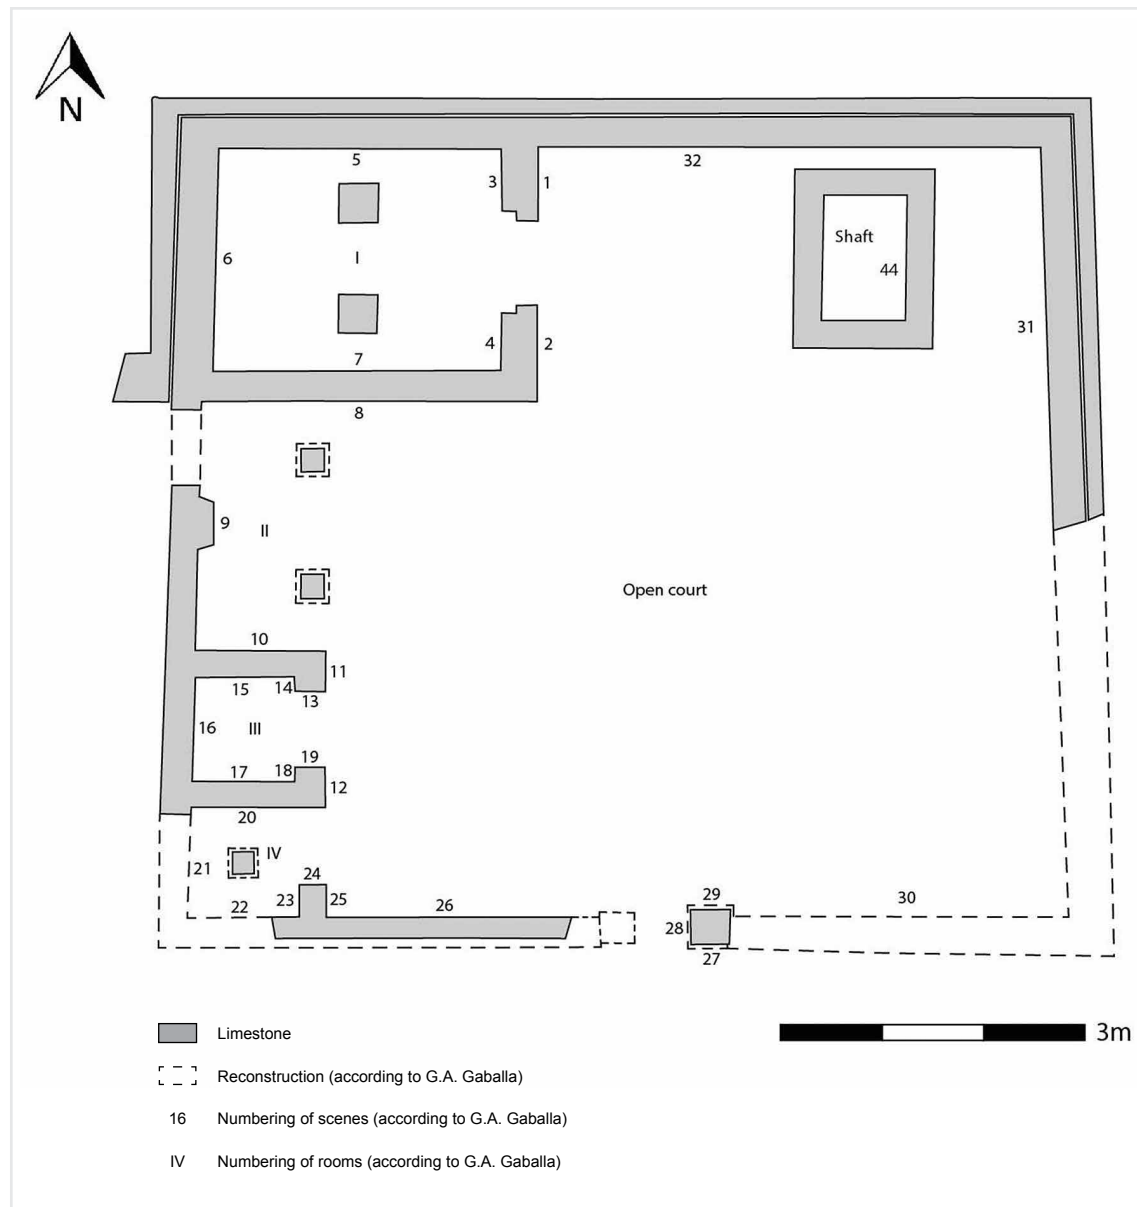 N
5
32
3
1
Shaft
6
I
44
31
7
4
2
8
9
II
Open court
10
11
15
14
13
16
III
19
17
18
12
20
IV
21
24
22
23
25
26
29
30
28
27
Limestone
3m
Reconstruction (according to G.A. Gaballa)
16 Numbering of scenes (according to G.A. Gaballa)
IV Numbering of rooms (according to G.A. Gaballa)